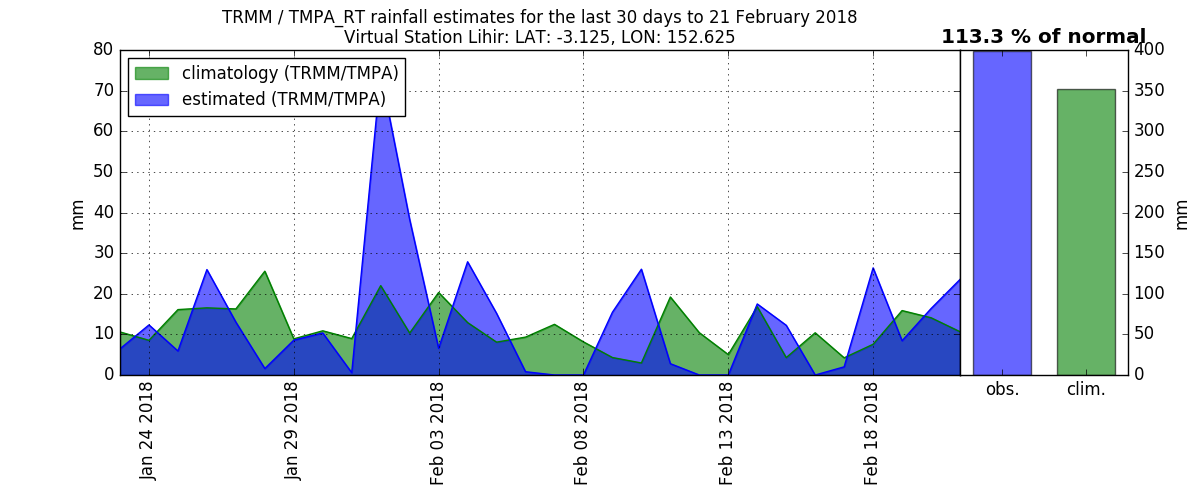 TRMM / TMPA_RT rainfall estimates for the last 30 days to 21 February 2018
Virtual Station Lihir: LAT: -3.125, LON: 152.625
113.3 % of normal
climatology (TRMM/TMPA)
estimated (TRMM/TMPA)
mm
80
70
60
50
40
30
20
10
0
Jan 24 2018
Jan 29 2018
Feb 03 2018
Feb 08 2018
Feb 13 2018
Feb 18 2018
400
350
300
250
200
150
100
50
0
mm
obs.
clim.